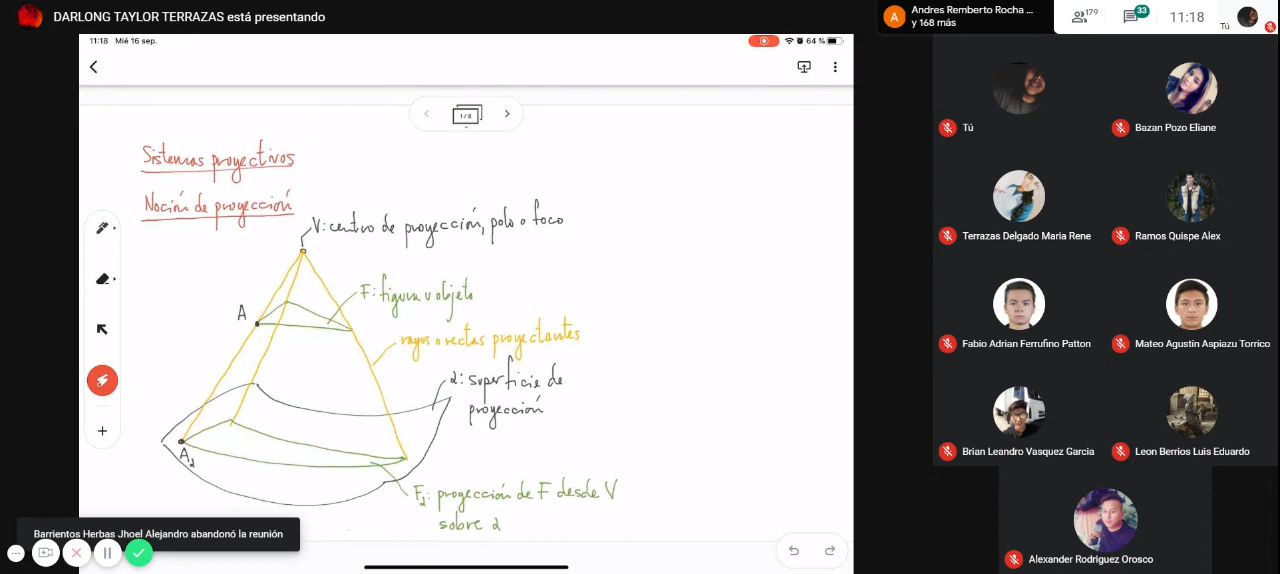 DARLONG TAYLOR TERRAZAS está presentando
Andres Remberto Rocha ...
y 168 más
A
179
33
11:18
Tú
11:18 Mié 16 sep.
64 %
1/8
Sistemas proyectivos
Noción de proyección
V: centro de proyección, polo o foco
F: figura u objeto
A
rayos o rectas proyectantes
α: superficie de
proyección
A₂
F₂: proyección de F desde V
sobre α
Tú
Bazan Pozo Eliane
Terrazas Delgado Maria Rene
Ramos Quispe Alex
Fabio Adrian Ferrufino Patton
Mateo Agustín Aspiazu Torrico
Brian Leandro Vasquez Garcia
Leon Berrios Luis Eduardo
Alexander Rodriguez Orosco
Barrientos Herbas Jhoel Alejandro abandonó la reunión